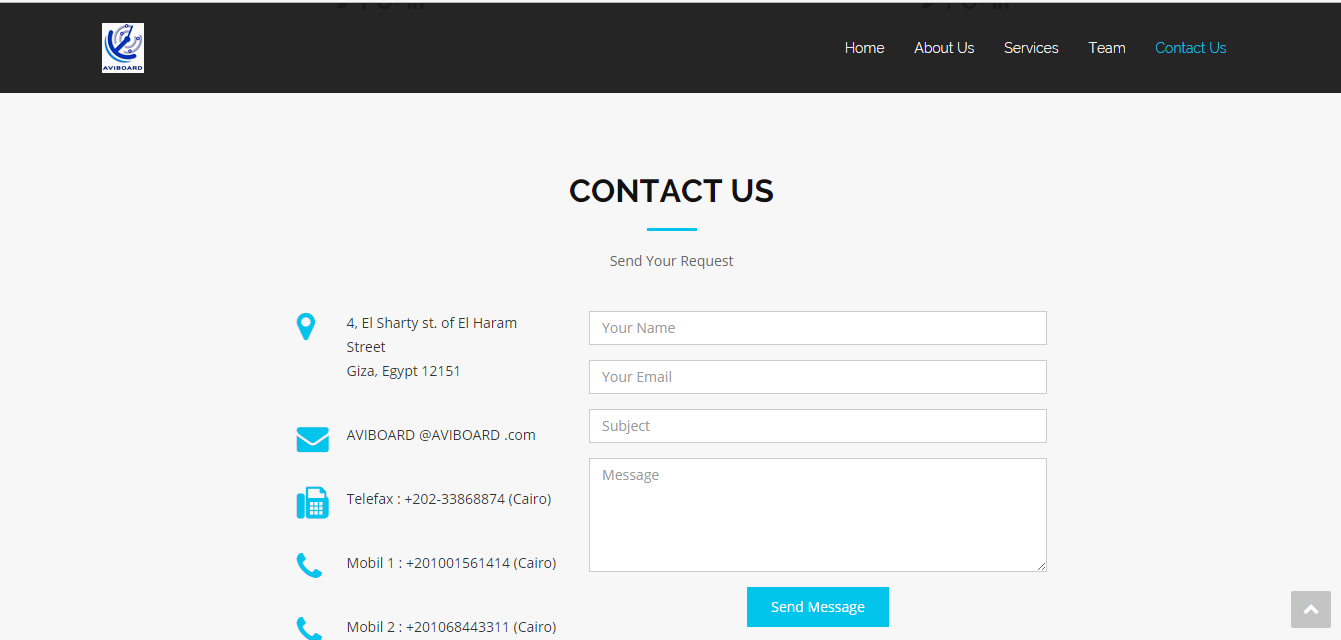 AVIBOARD
Home
About Us
Services
Team
Contact Us
CONTACT US
Send Your Request
4, El Sharty st. of El Haram
Street
Giza, Egypt 12151
AVIBOARD @AVIBOARD .com
Telefax : +202-33868874 (Cairo)
Mobil 1 : +201001561414 (Cairo)
Mobil 2 : +201068443311 (Cairo)
Your Name
Your Email
Subject
Message
Send Message